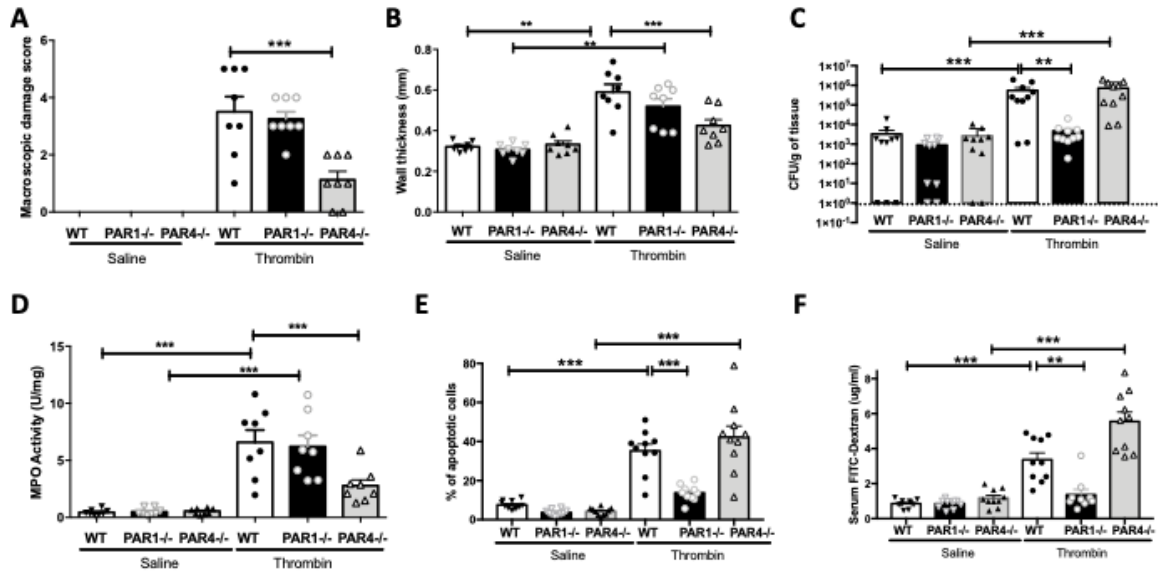 A
Macroscopic damage score
6
4
2
0
***
WT PAR1-/- PAR4-/- WT PAR1-/- PAR4-/-
Saline Thrombin
B
Wall thickness (mm)
0.8
0.6
0.4
0.2
0.0
** ***
**
WT PAR1-/- PAR4-/- WT PAR1-/- PAR4-/-
Saline Thrombin
C
CFU/g of tissue
1×10⁷
1×10⁶
1×10⁵
1×10⁴
1×10³
1×10²
1×10¹
1×10⁰
1×10⁻¹
***
*** **
WT PAR1-/- PAR4-/- WT PAR1-/- PAR4-/-
Saline Thrombin
D
MPO Activity (U/mg)
15
10
5
0
***
***
***
WT PAR1-/- PAR4-/- WT PAR1-/- PAR4-/-
Saline Thrombin
E
% of apoptotic cells
80
60
40
20
0
***
*** ***
WT PAR1-/- PAR4-/- WT PAR1-/- PAR4-/-
Saline Thrombin
F
Serum FITC-Dextran (ug/ml)
8
6
4
2
0
***
*** **
WT PAR1-/- PAR4-/- WT PAR1-/- PAR4-/-
Saline Thrombin